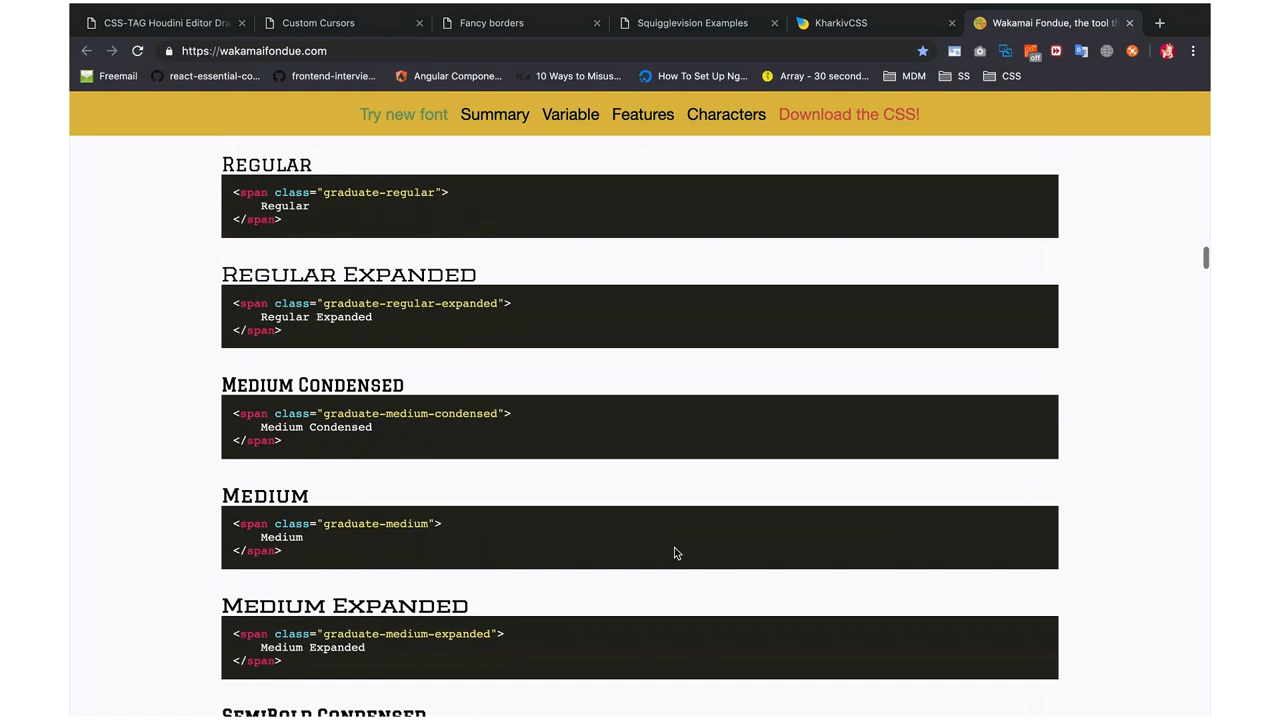 CSS-TAG Houdini Editor Dra
Custom Cursors
Fancy borders
Squigglevision Examples
KharkivCSS
Wakamai Fondue, the tool th
https://wakamaifondue.com
off
Freemail
react-essential-co...
frontend-intervie...
Angular Compone...
10 Ways to Misus...
How To Set Up Ng...
Array - 30 second...
MDM
SS
CSS
Try new font Summary Variable Features Characters Download the CSS!
Regular
<span class="graduate-regular">
Regular
</span>
Regular Expanded
<span class="graduate-regular-expanded">
Regular Expanded
</span>
Medium Condensed
<span class="graduate-medium-condensed">
Medium Condensed
</span>
Medium
<span class="graduate-medium">
Medium
</span>
Medium Expanded
<span class="graduate-medium-expanded">
Medium Expanded
</span>
SemiBold Condensed